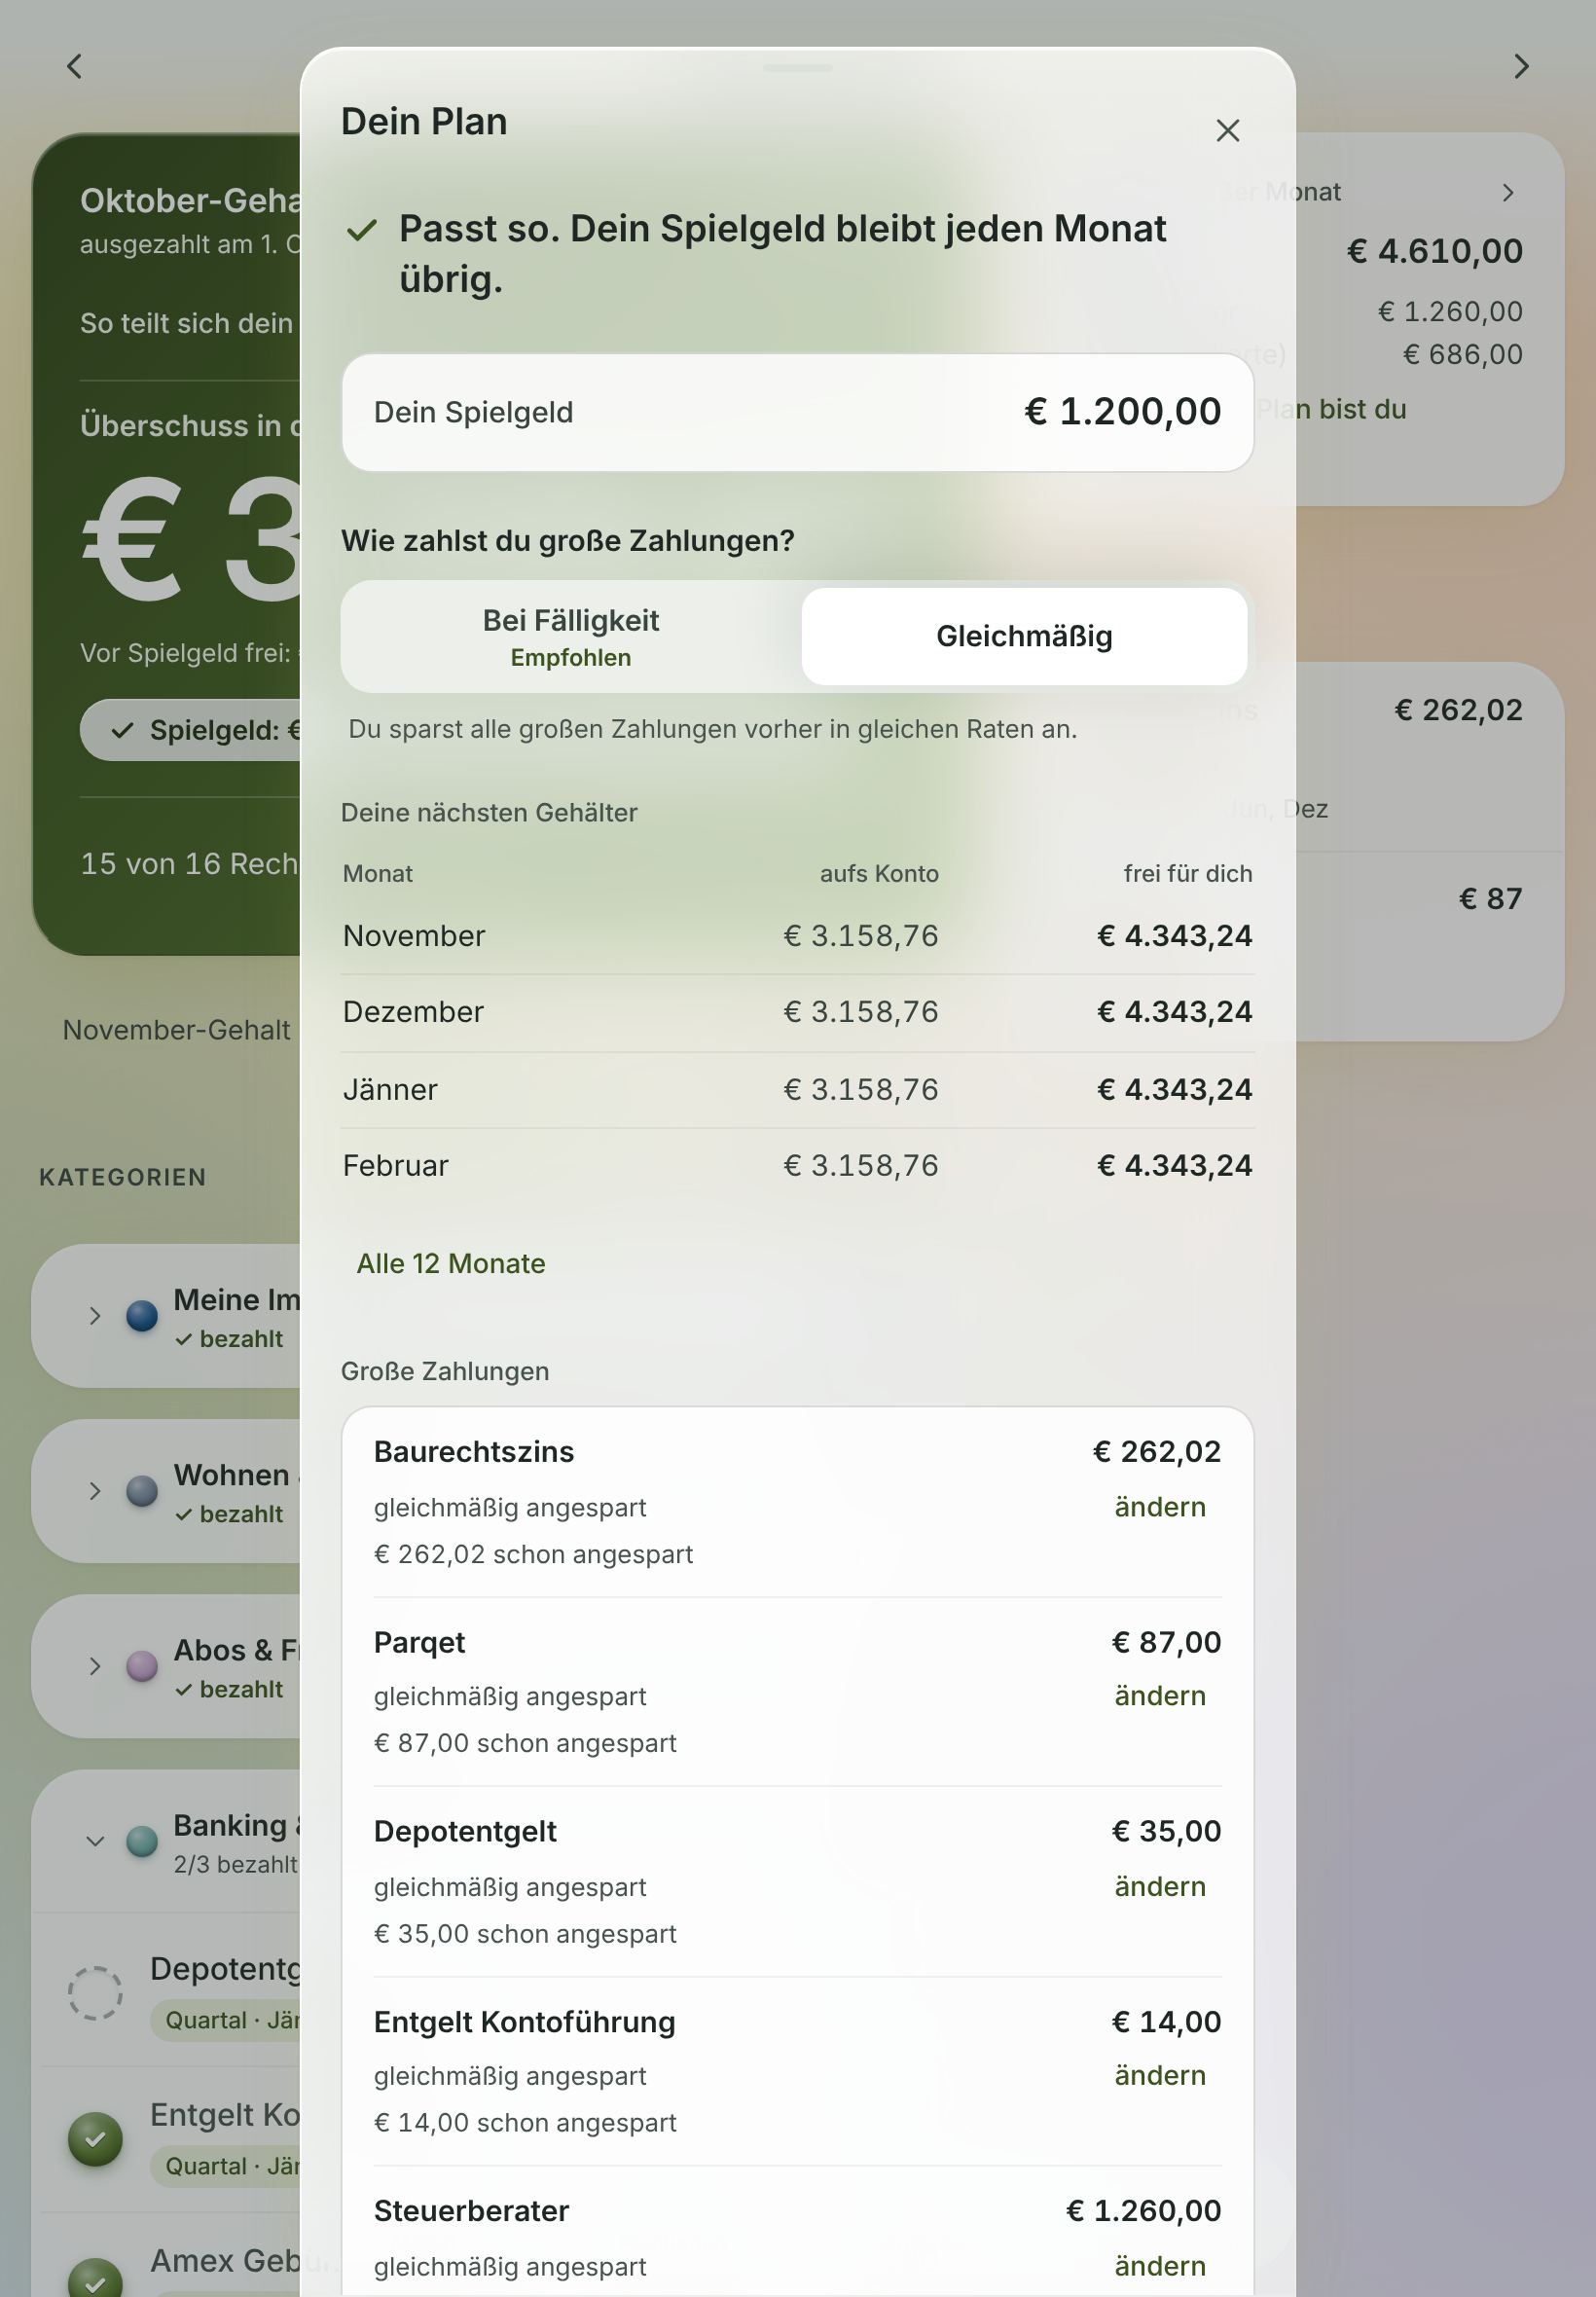 Dein Plan
Passt so. Dein Spielgeld bleibt jeden Monat
übrig.
Dein Spielgeld € 1.200,00
Wie zahlst du große Zahlungen?
Bei Fälligkeit
Empfohlen
Gleichmäßig
Du sparst alle großen Zahlungen vorher in gleichen Raten an.
Deine nächsten Gehälter
Monat aufs Konto frei für dich
November € 3.158,76 € 4.343,24
Dezember € 3.158,76 € 4.343,24
Jänner € 3.158,76 € 4.343,24
Februar € 3.158,76 € 4.343,24
Alle 12 Monate
Große Zahlungen
Baurechtszins € 262,02
gleichmäßig angespart ändern
€ 262,02 schon angespart
Parqet € 87,00
gleichmäßig angespart ändern
€ 87,00 schon angespart
Depotentgelt € 35,00
gleichmäßig angespart ändern
€ 35,00 schon angespart
Entgelt Kontoführung € 14,00
gleichmäßig angespart ändern
€ 14,00 schon angespart
Steuerberater € 1.260,00
gleichmäßig angespart ändern
Oktober-Geha
ausgezahlt am 1.
So teilt sich dein
Überschuss in
€ 3
Vor Spielgeld frei:
Spielgeld: €
15 von 16 Rech
November-Gehalt
KATEGORIEN
Meine Im
bezahlt
Wohnen
bezahlt
Abos & F
bezahlt
Banking &
2/3 bezahlt
Depotentg
Quartal · Jän
Entgelt Ko
Quartal · Jän
Amex Gebü
Monat
€ 4.610,00
€ 1.260,00
€ 686,00
Plan bist du
€ 262,02
Jun, Dez
€ 87